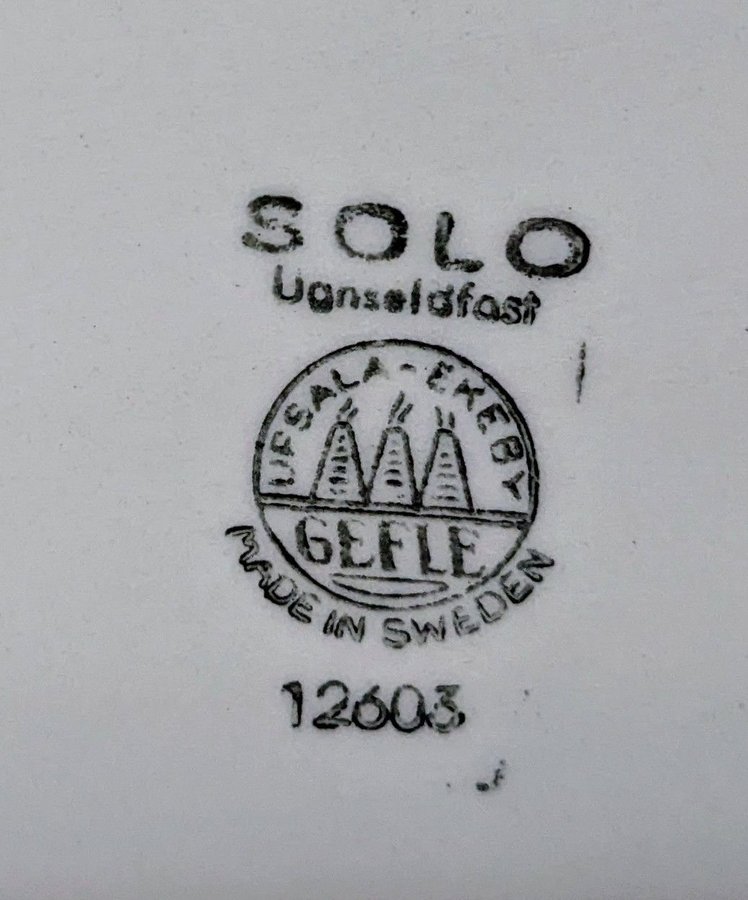 SOLO
Ugnseldfast
UPSALA-EKEBY
GEFLE
MADE IN SWEDEN
12603